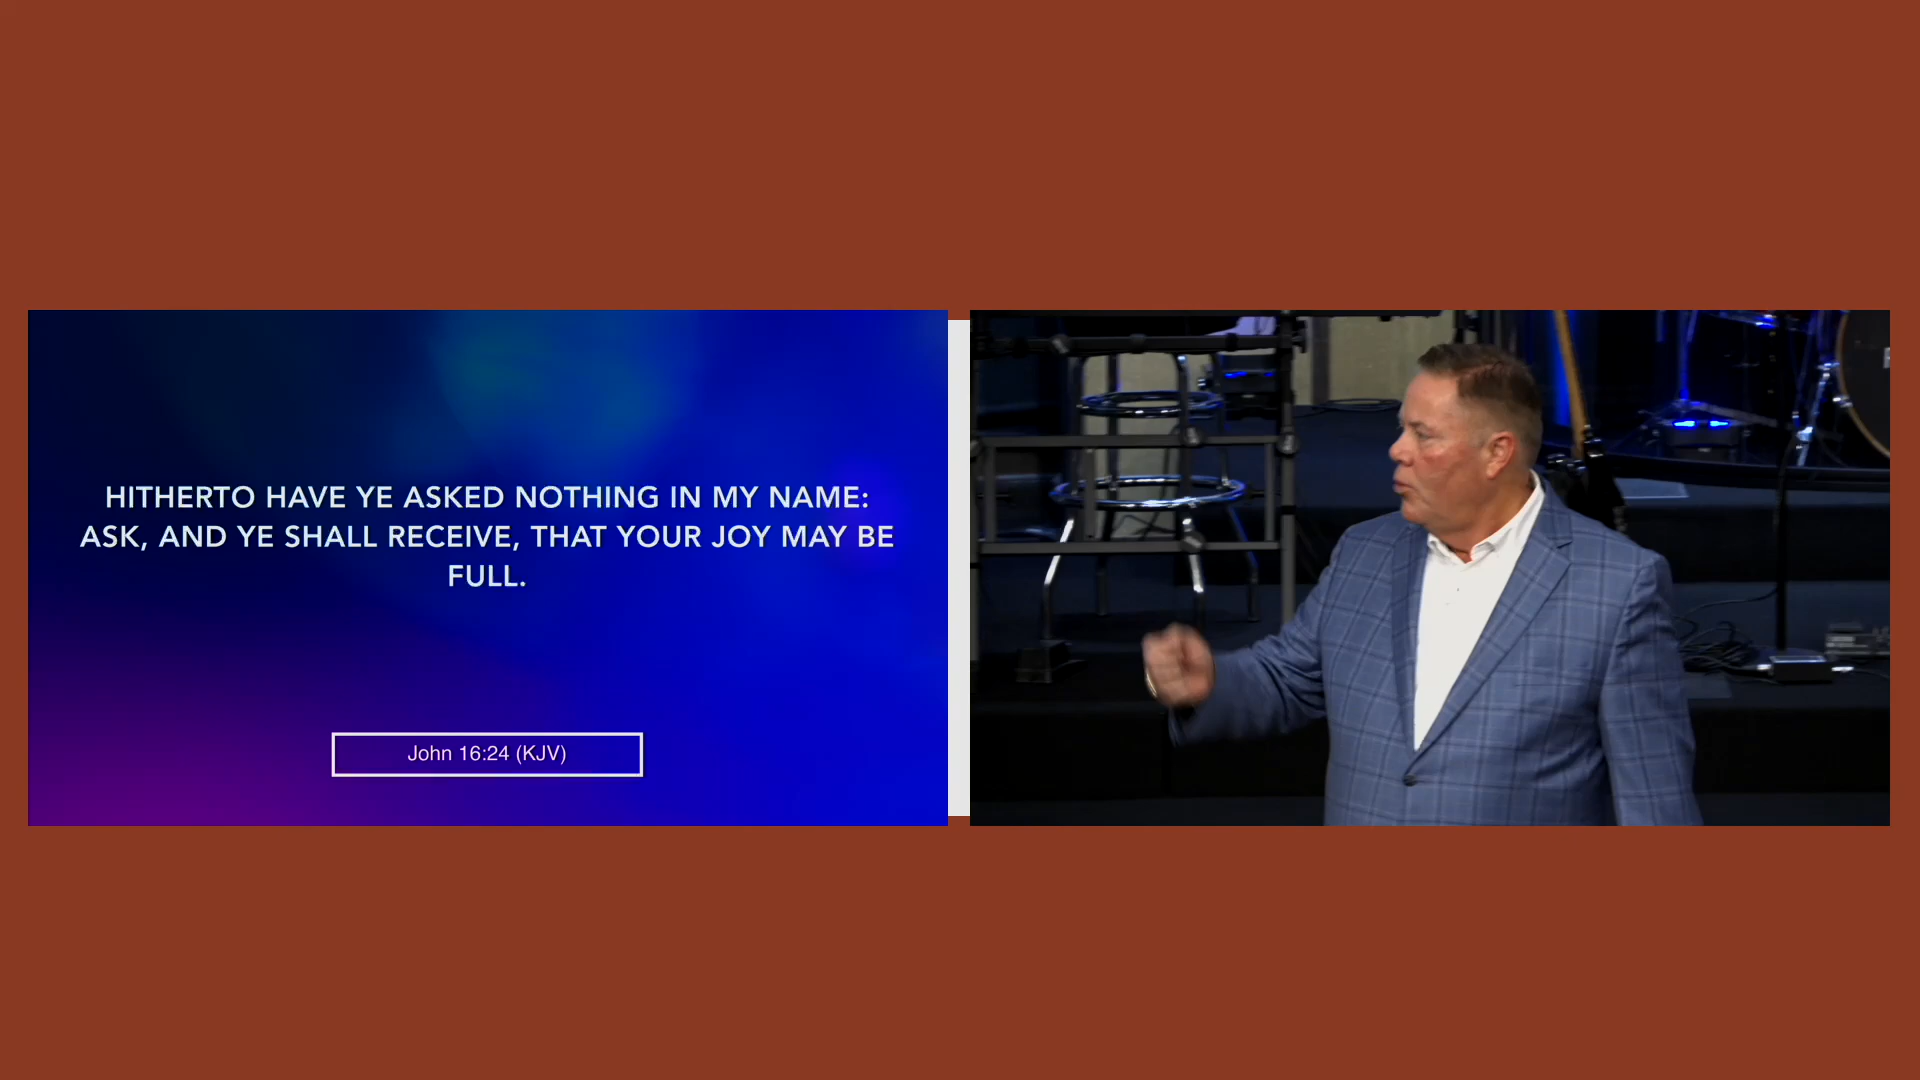 HITHERTO HAVE YE ASKED NOTHING IN MY NAME:
ASK, AND YE SHALL RECEIVE, THAT YOUR JOY MAY BE
FULL.
John 16:24 (KJV)